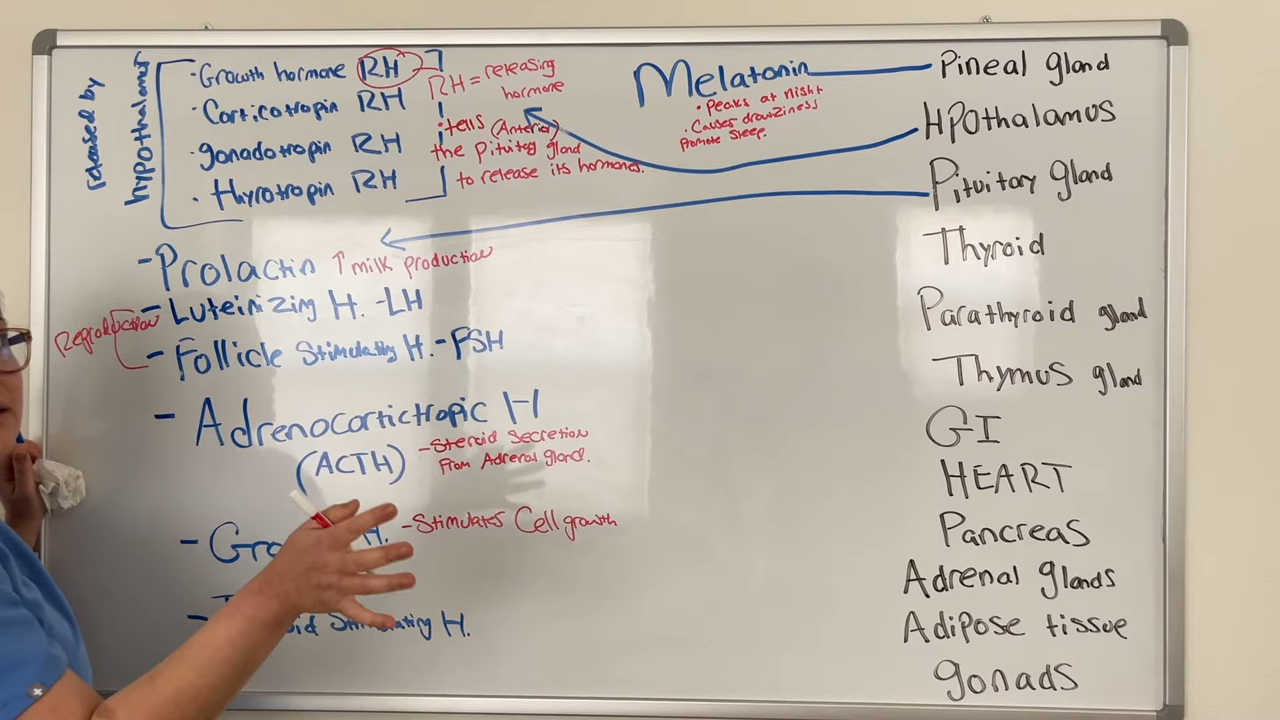 released by
hypothalamus
·Growth hormone RH
·Corticotropin RH
·gonadotropin RH
·Thyrotropin RH
RH = releasing
hormone
·tells (Anterior)
the pituitary gland
to release its hormones.
Melatonin
·Peaks at night
·Causes drowziness
Promote sleep.
Pineal gland
HPOthalamus
Pituitary gland
Thyroid
Parathyroid gland
Thymus gland
GI
HEART
Pancreas
Adrenal glands
Adipose tissue
gonads
-Prolactin ↑ milk production
Reproduction
-Luteinizing H. -LH
-Follicle Stimulating H. -FSH
-Adrenocortictropic H
(ACTH)
-Steroid Secretion
From Adrenal gland.
-Gro H. -Stimulates Cell growth
Stimulating H.